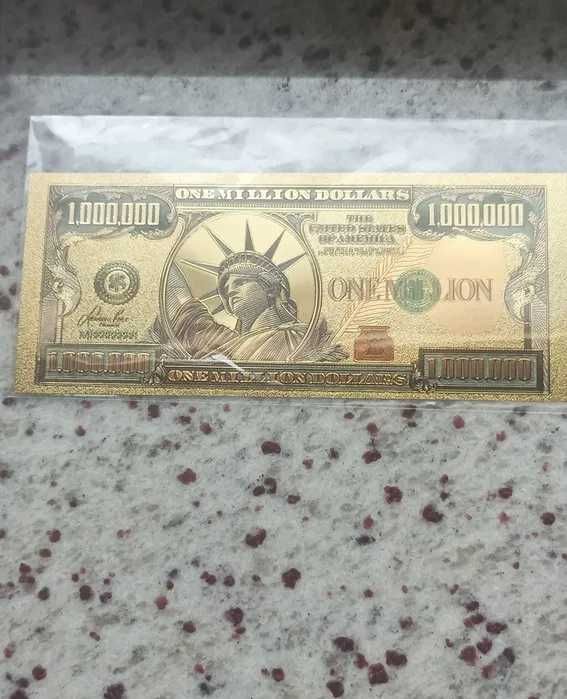 ONE MILLION DOLLARS
1,000,000
1,000,000
THE
UNITED STATES
OF AMERICA
ONE MILLION
1,000,000
ONE MILLION DOLLARS
1,000,000